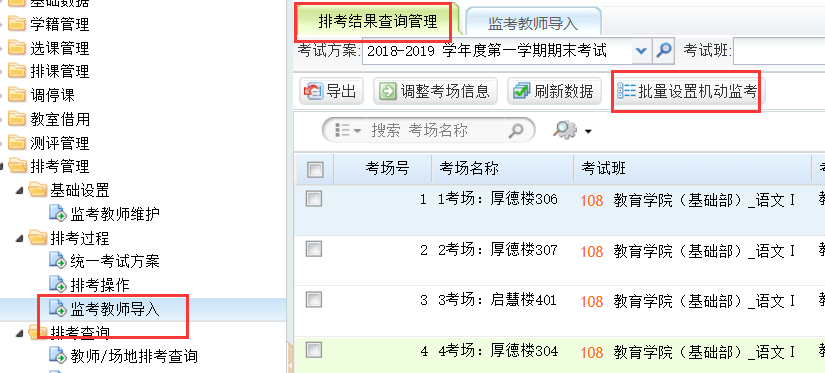 基础数据
学籍管理
选课管理
排课管理
调停课
教室借用
测评管理
排考管理
基础设置
监考教师维护
排考过程
统一考试方案
排考操作
监考教师导入
排考查询
教师/场地排考查询
排考结果查询管理
监考教师导入
考试方案: 2018-2019 学年度第一学期期末考试 考试班:
导出 调整考场信息 刷新数据 批量设置机动监考
搜索 考场名称
考场号 考场名称 考试班
1 1考场：厚德楼306 108 教育学院（基础部）_语文Ⅰ
2 2考场：厚德楼307 108 教育学院（基础部）_语文Ⅰ
3 3考场：启慧楼401 108 教育学院（基础部）_语文Ⅰ
4 4考场：厚德楼304 108 教育学院（基础部）_语文Ⅰ